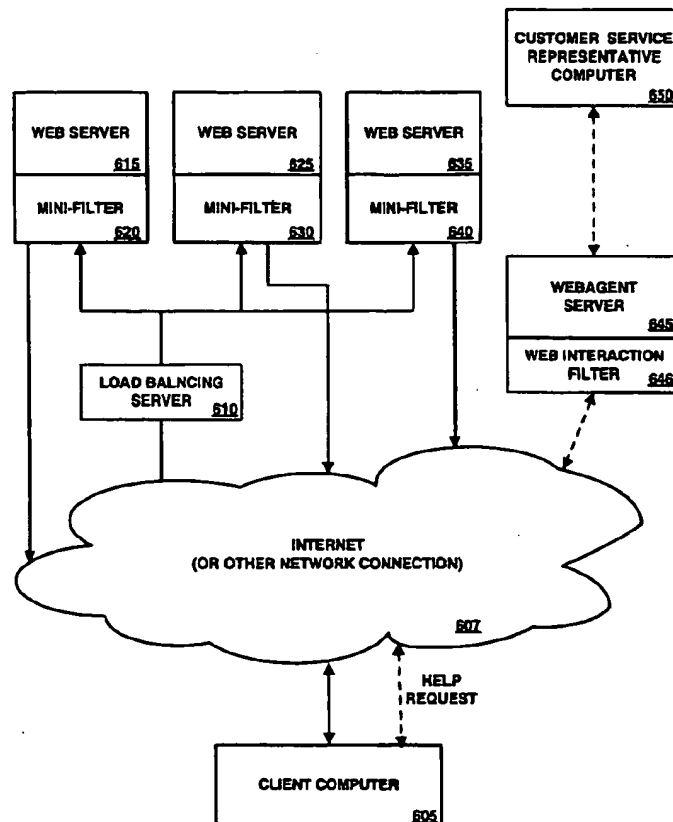 CUSTOMER SERVICE
REPRESENTATIVE
COMPUTER
650
WEB SERVER
615
MINI-FILTER
620
WEB SERVER
625
MINI-FILTER
630
WEB SERVER
635
MINI-FILTER
640
WEBAGENT
SERVER
645
WEB INTERACTION
FILTER
646
LOAD BALNCING
SERVER
610
INTERNET
(OR OTHER NETWORK CONNECTION)
607
HELP
REQUEST
CLIENT COMPUTER
605